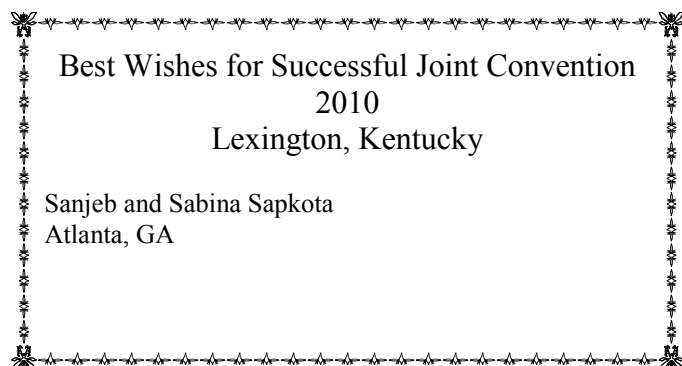 Best Wishes for Successful Joint Convention
2010
Lexington, Kentucky
Sanjeb and Sabina Sapkota
Atlanta, GA